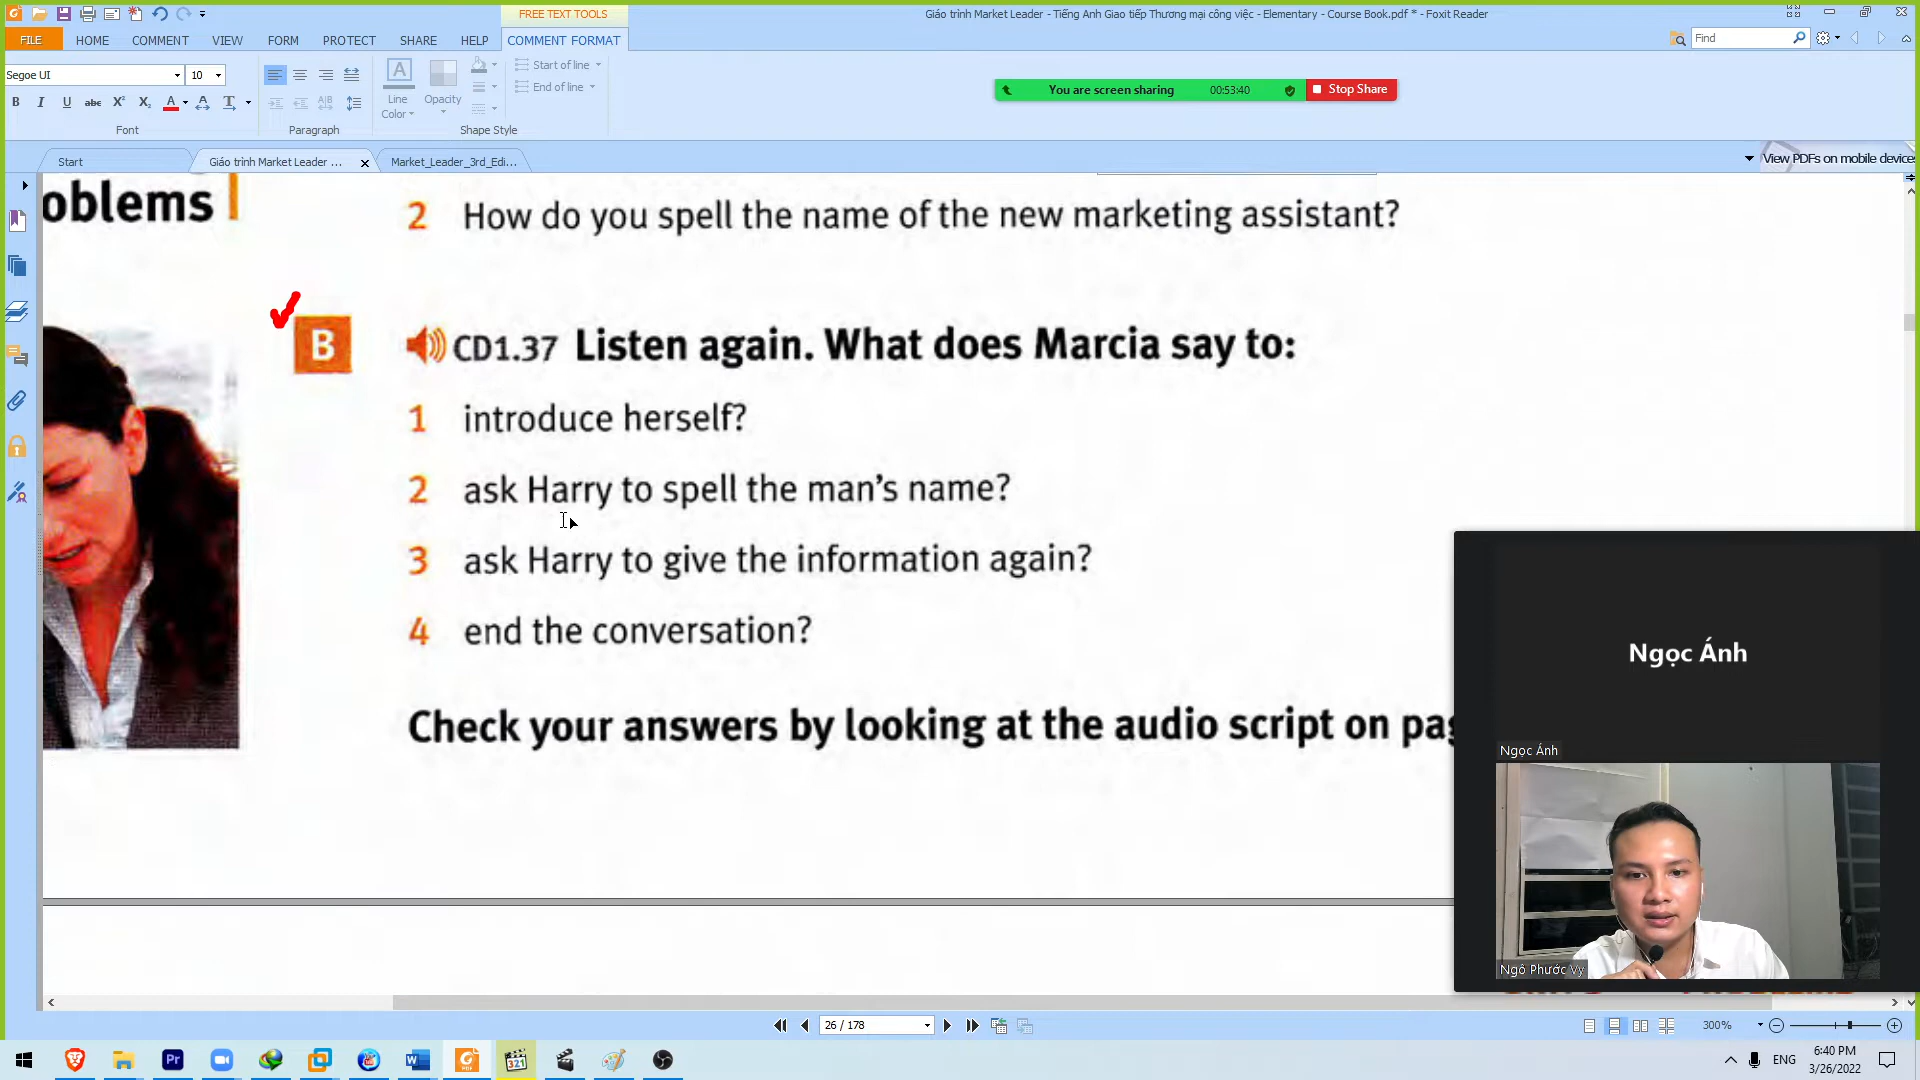 FREE TEXT TOOLS
Giáo trình Market Leader - Tiếng Anh Giao tiếp Thương mại công việc - Elementary - Course Book.pdf * - Foxit Reader
FILE HOME COMMENT VIEW FORM PROTECT SHARE HELP COMMENT FORMAT
Find
Segoe UI 10
Start of line
End of line
Line Color
Opacity
Font Paragraph Shape Style
You are screen sharing 00:53:40 Stop Share
Start Giáo trình Market Leader ... Market_Leader_3rd_Edi...
View PDFs on mobile device
oblems
2 How do you spell the name of the new marketing assistant?
B CD1.37 Listen again. What does Marcia say to:
1 introduce herself?
2 ask Harry to spell the man's name?
3 ask Harry to give the information again?
4 end the conversation?
Check your answers by looking at the audio script on pag
Ngọc Ánh
Ngọc Ánh
Ngô Phước Vy
26 / 178
300%
ENG
6:40 PM
3/26/2022